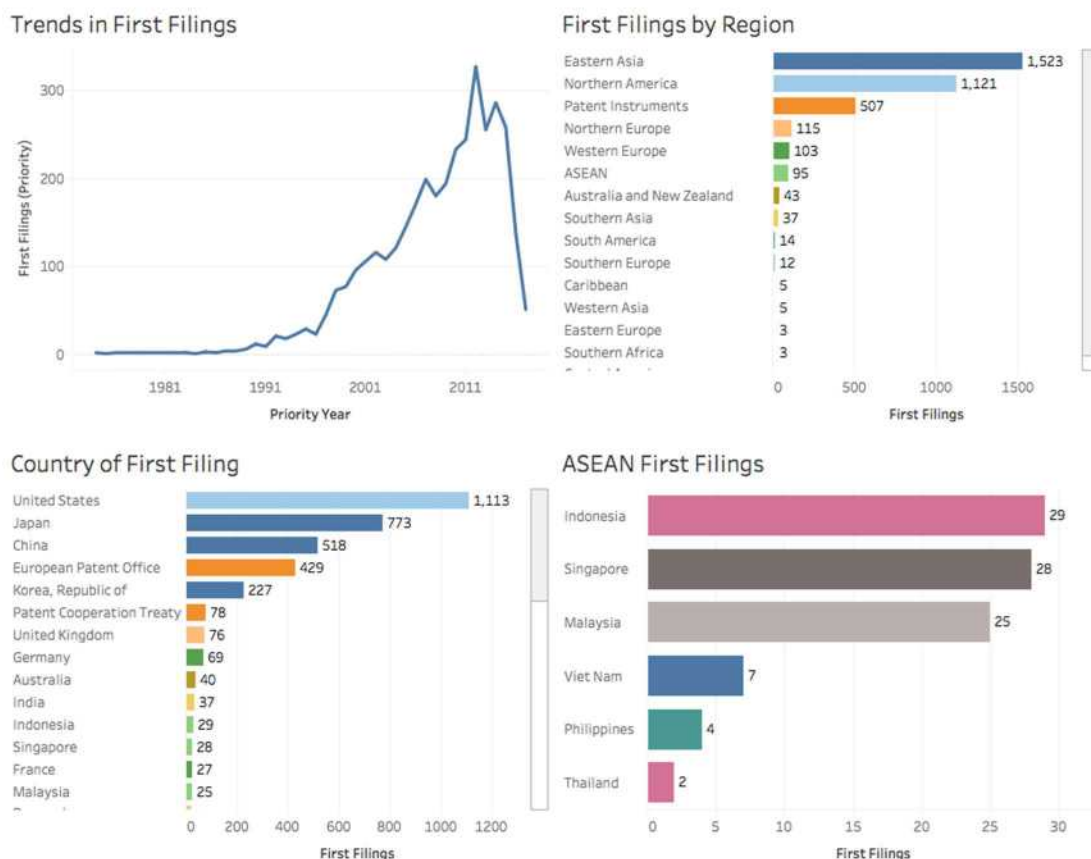 Trends in First Filings
First Filings (Priority)
300
200
100
0
1981
1991
2001
2011
Priority Year
First Filings by Region
Eastern Asia 1,523
Northern America 1,121
Patent Instruments 507
Northern Europe 115
Western Europe 103
ASEAN 95
Australia and New Zealand 43
Southern Asia 37
South America 14
Southern Europe 12
Caribbean 5
Western Asia 5
Eastern Europe 3
Southern Africa 3
0 500 1000 1500
First Filings
Country of First Filing
United States 1,113
Japan 773
China 518
European Patent Office 429
Korea, Republic of 227
Patent Cooperation Treaty 78
United Kingdom 76
Germany 69
Australia 40
India 37
Indonesia 29
Singapore 28
France 27
Malaysia 25
0 200 400 600 800 1000 1200
First Filings
ASEAN First Filings
Indonesia 29
Singapore 28
Malaysia 25
Viet Nam 7
Philippines 4
Thailand 2
0 5 10 15 20 25 30
First Filings